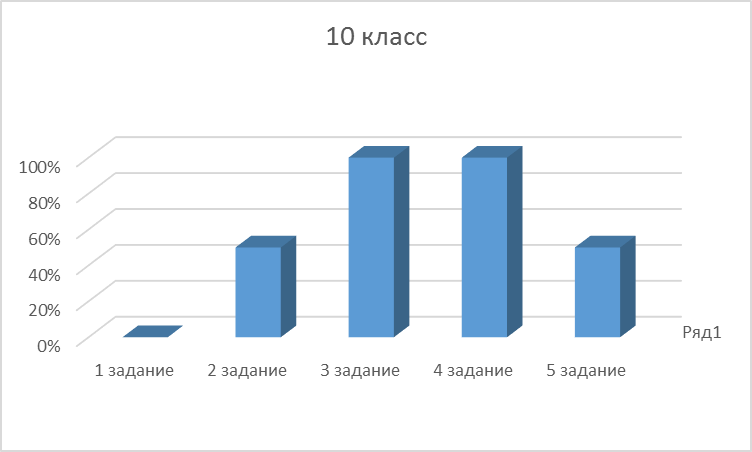 10 класс
100%
80%
60%
40%
20%
0%
Ряд1
1 задание
2 задание
3 задание
4 задание
5 задание